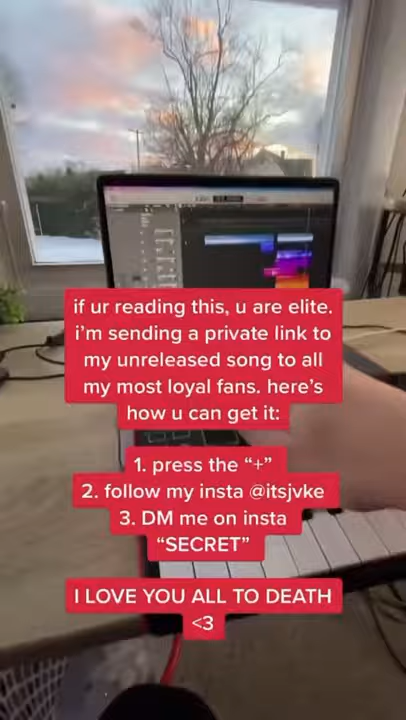 if ur reading this, u are elite.
i'm sending a private link to
my unreleased song to all
my most loyal fans. here's
how u can get it:
1. press the “+”
2. follow my insta @itsjvke
3. DM me on insta
“SECRET”
I LOVE YOU ALL TO DEATH
<3